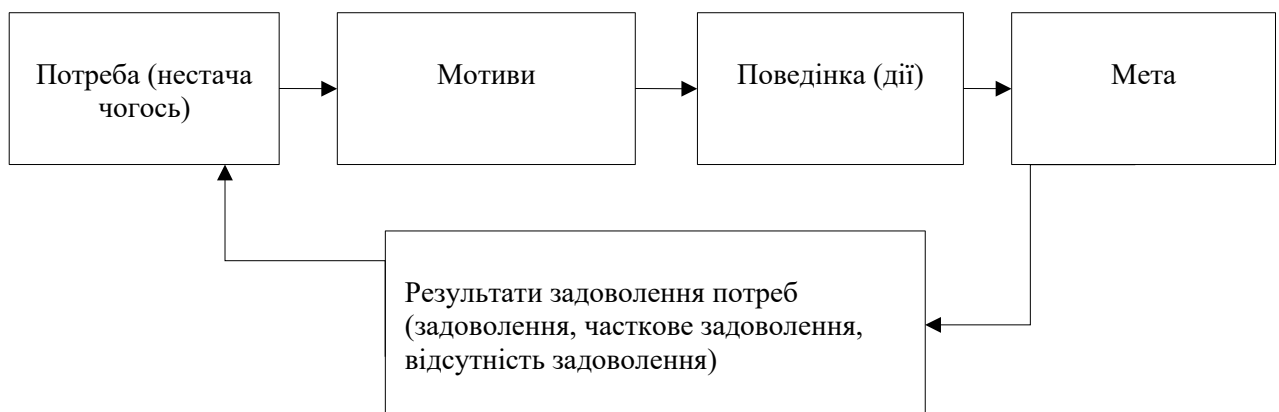 Потреба (нестача
чогось)
Мотиви
Поведінка (дії)
Мета
Результати задоволення потреб
(задоволення, часткове задоволення,
відсутність задоволення)